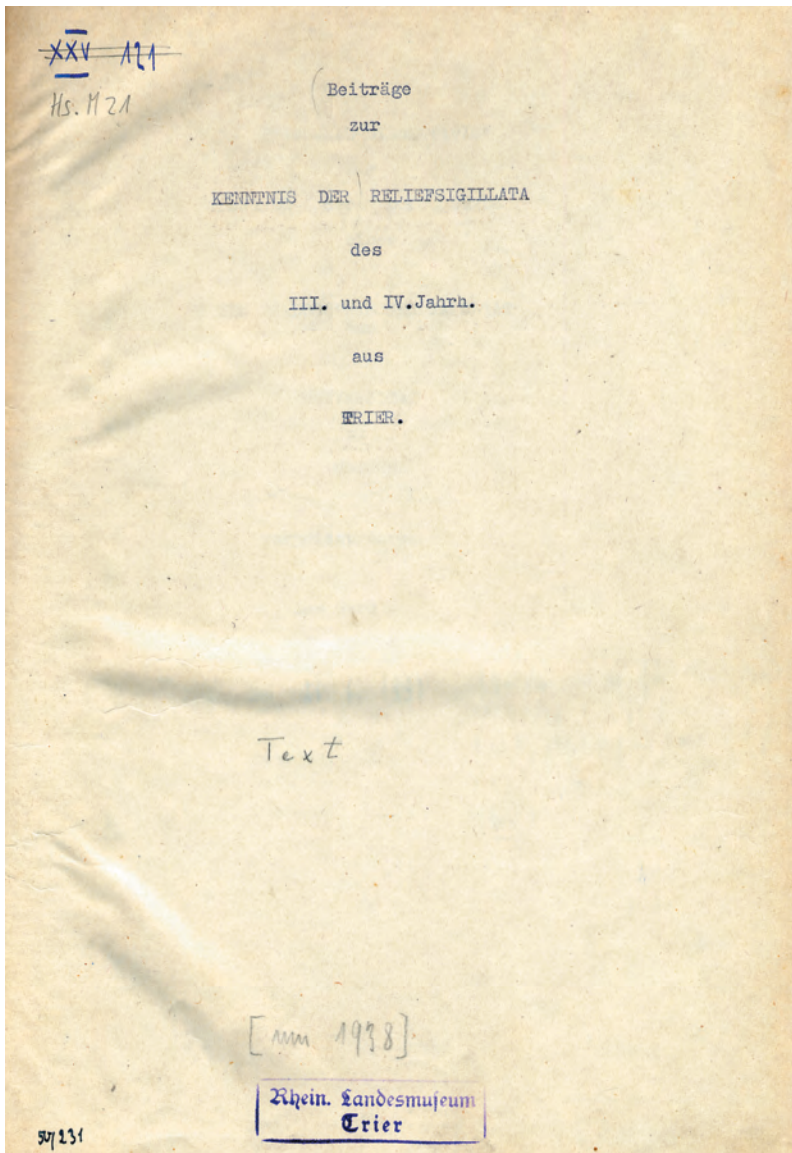 XXV 121
Hs. M 21
(Beiträge
zur
KENNTNIS DER) RELIEFSIGILLATA
des
III. und IV.Jahrh.
aus
TRIER.
Text
[um 1938]
Rhein. Landesmuseum
Trier